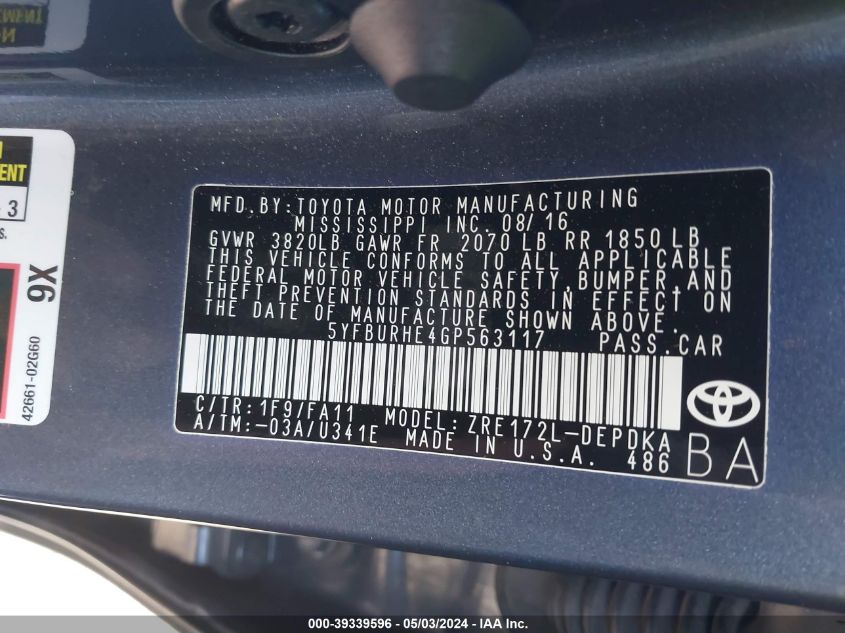 ENT
3
s.
9X
42661-02G60
MFD.BY:TOYOTA MOTOR MANUFACTURING
MISSISSIPPI INC. 08/16
GVWR 3820LB GAWR FR 2070 LB RR 1850 LB
THIS VEHICLE CONFORMS TO ALL APPLICABLE
FEDERAL MOTOR VEHICLE SAFETY,BUMPER,AND
THEFT PREVENTION STANDARDS IN EFFECT ON
THE DATE OF MANUFACTURE SHOWN ABOVE.
5YFBURHE4GP563117 PASS.CAR
C/TR:1F9/FA11 MODEL:ZRE172L-DEPDKA
A/TM:-03A/U341E MADE IN U.S.A. 486
BA
000-39339596 - 05/03/2024 - IAA Inc.